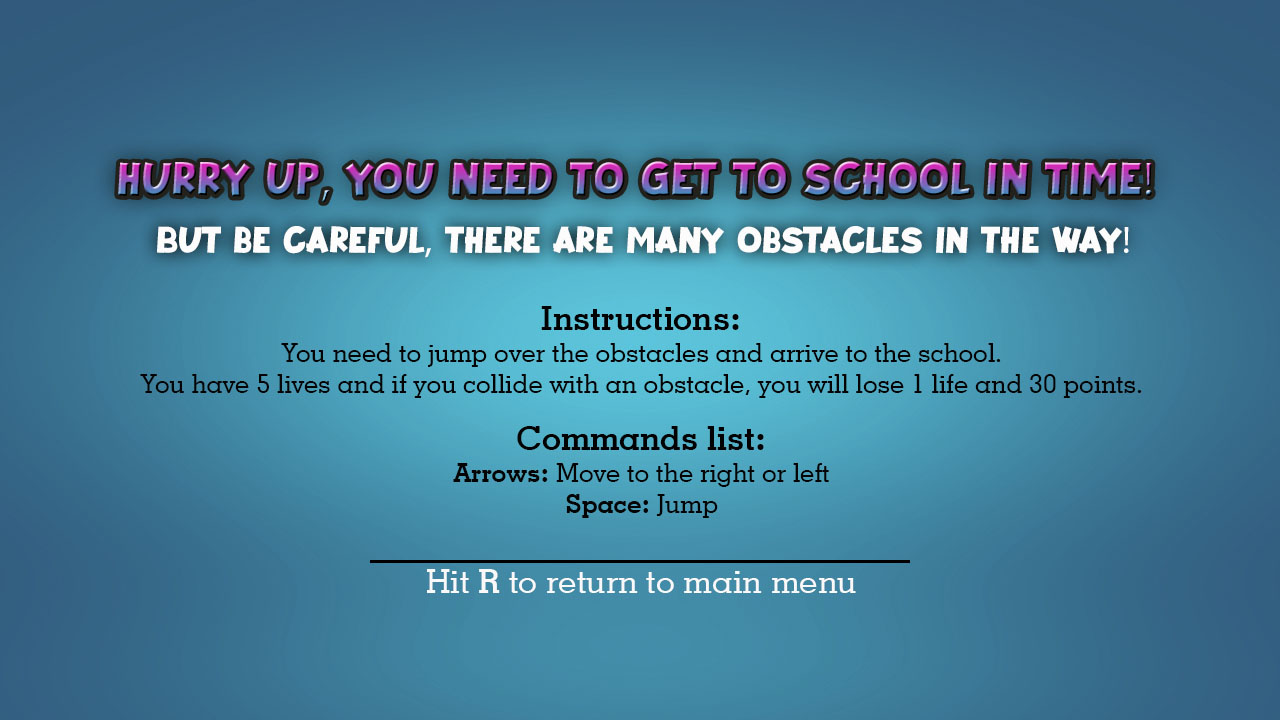 HURRY UP, YOU NEED TO GET TO SCHOOL IN TIME!
BUT BE CAREFUL, THERE ARE MANY OBSTACLES IN THE WAY!
Instructions:
You need to jump over the obstacles and arrive to the school.
You have 5 lives and if you collide with an obstacle, you will lose 1 life and 30 points.
Commands list:
Arrows: Move to the right or left
Space: Jump
Hit R to return to main menu